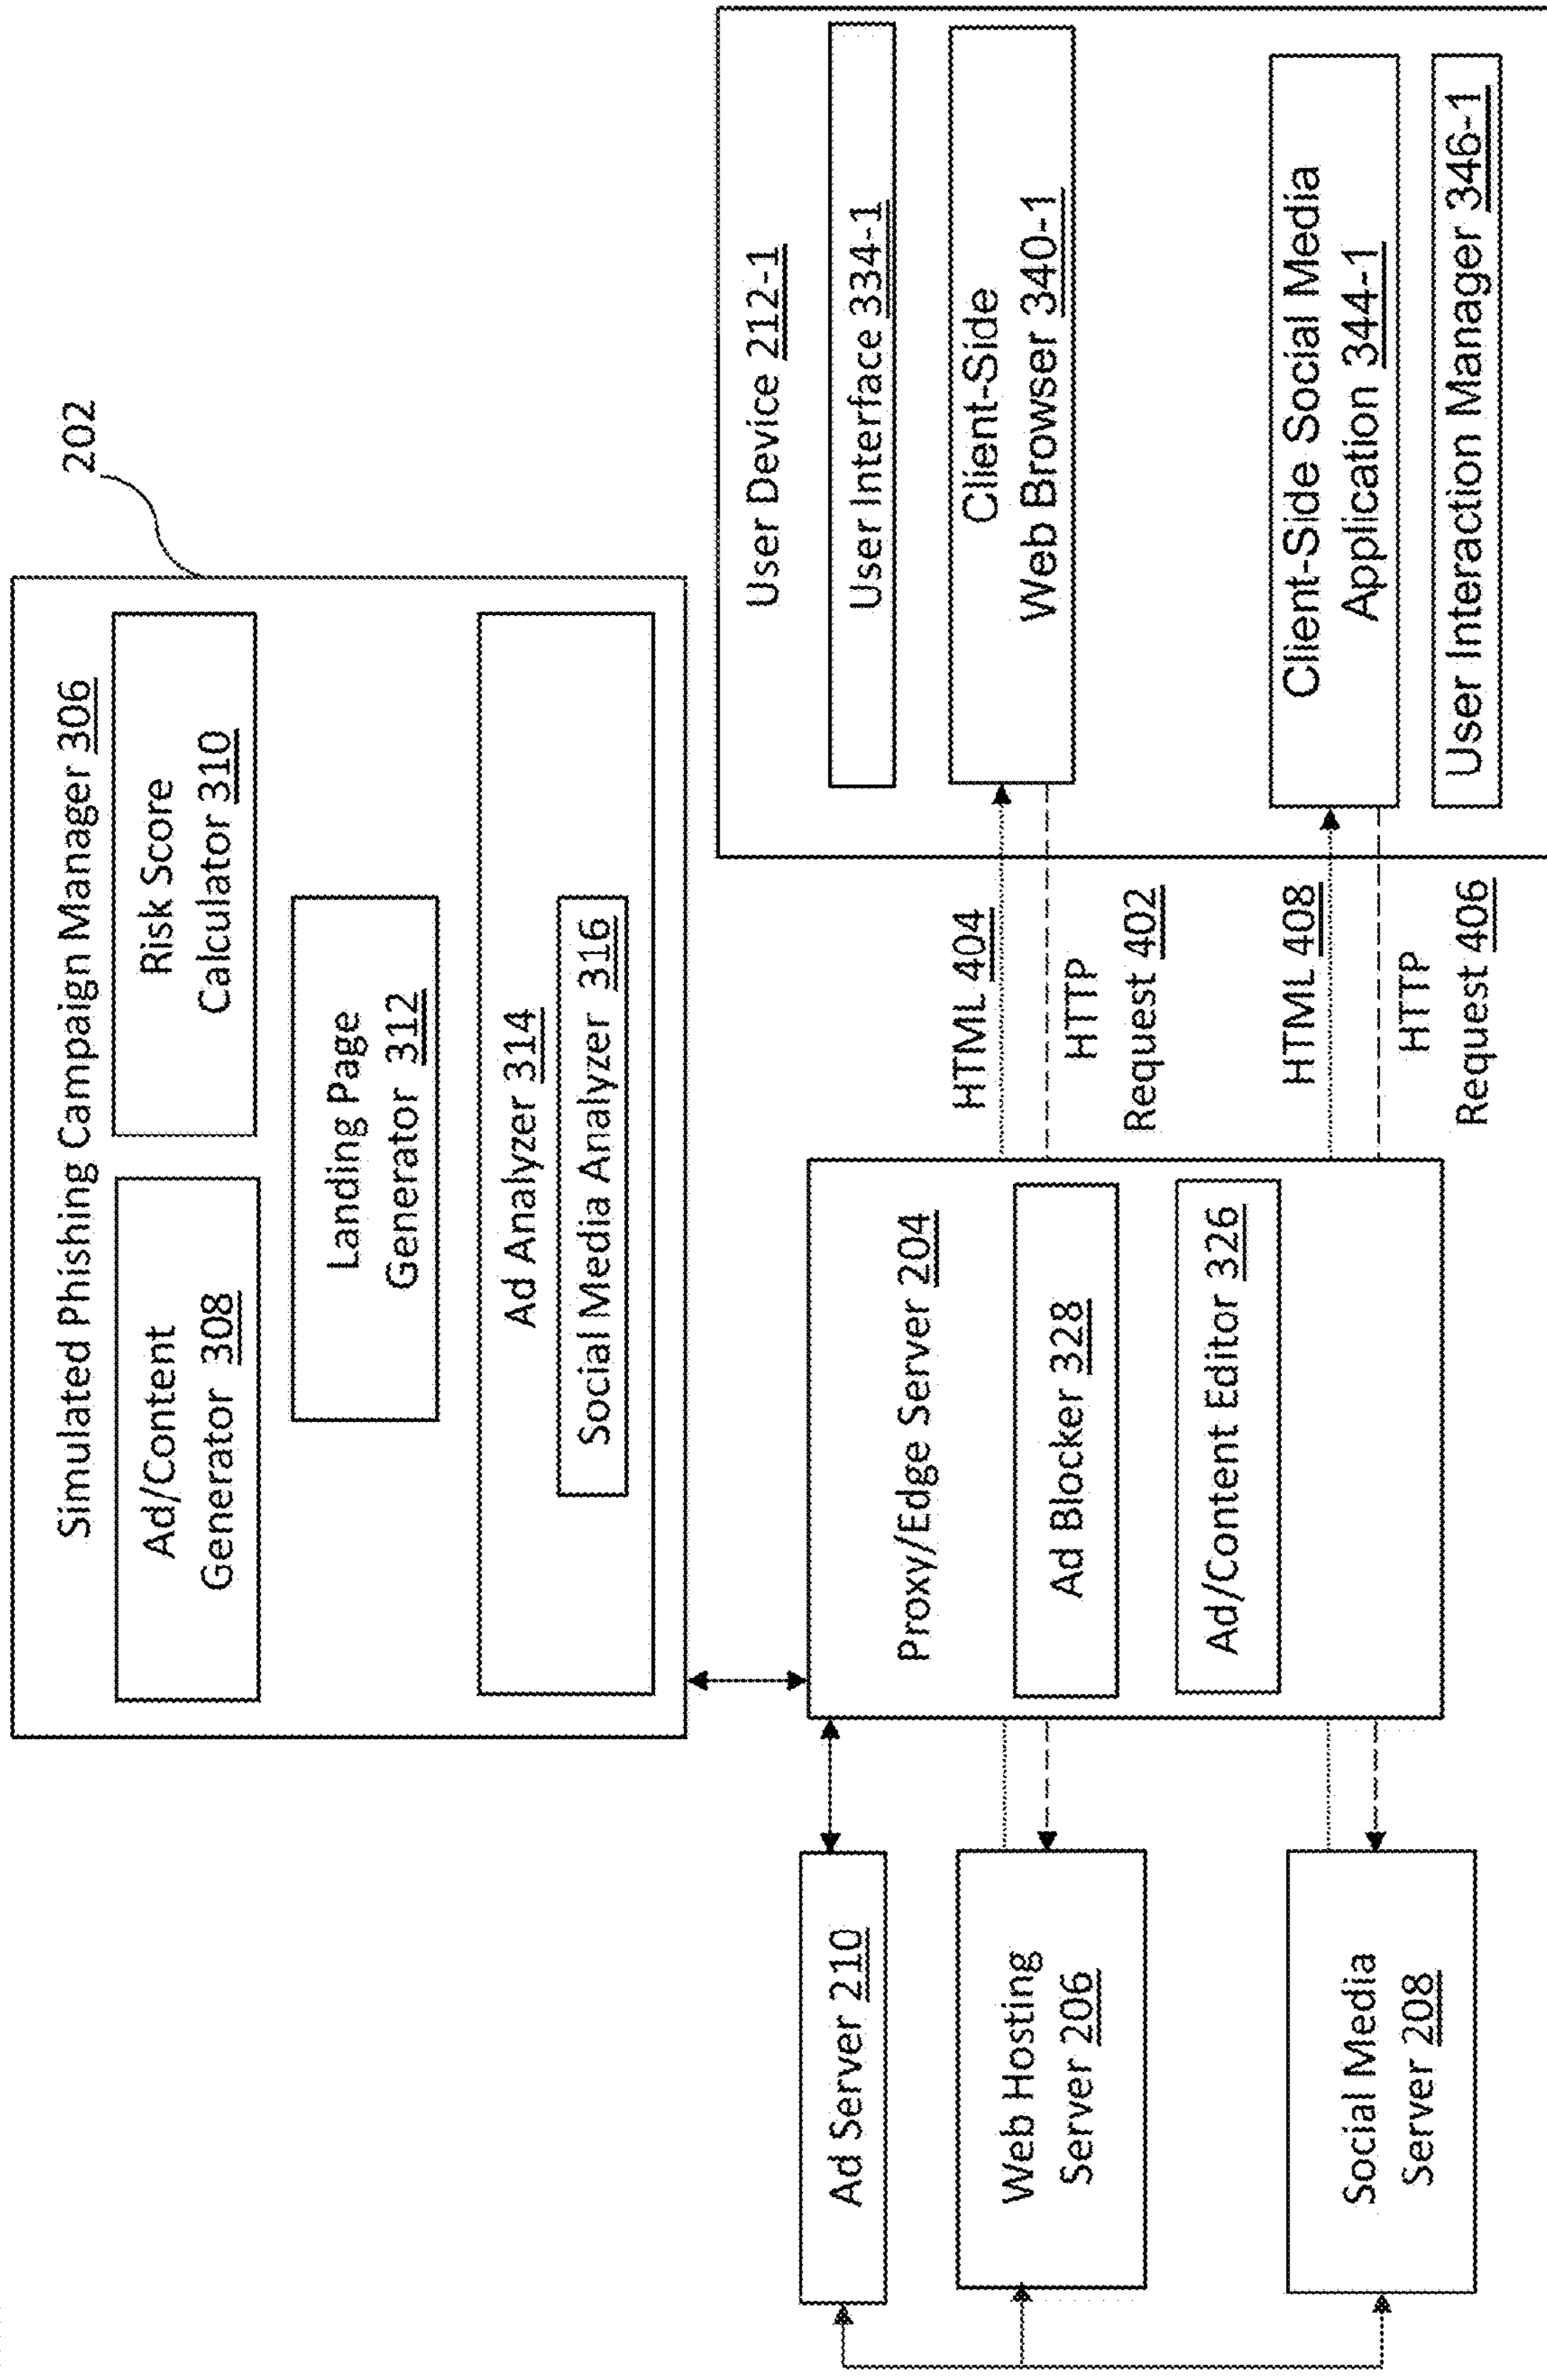 202
Simulated Phishing Campaign Manager 306
Ad/Content
Generator 308
Risk Score
Calculator 310
Landing Page
Generator 312
Ad Analyzer 314
Social Media Analyzer 316
Ad Server 210
Web Hosting
Server 206
Social Media
Server 208
Proxy/Edge Server 204
Ad Blocker 328
Ad/Content Editor 326
HTML 404
HTTP
Request 402
HTML 408
HTTP
Request 406
User Device 212-1
User Interface 334-1
Client-Side
Web Browser 340-1
Client-Side Social Media
Application 344-1
User Interaction Manager 346-1